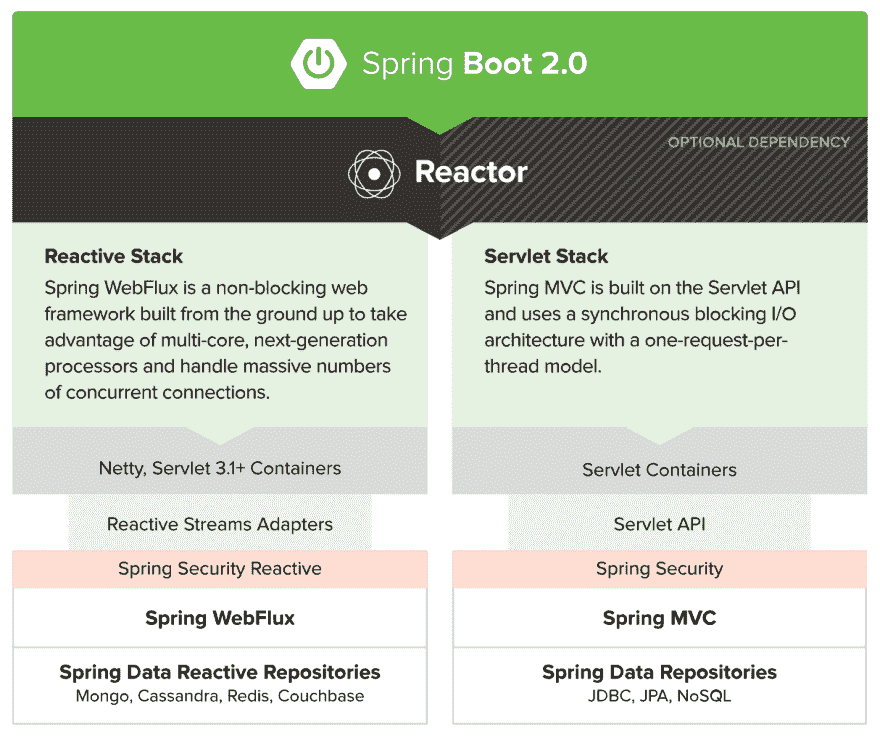 Spring Boot 2.0
OPTIONAL DEPENDENCY
Reactor
Reactive Stack
Spring WebFlux is a non-blocking web
framework built from the ground up to take
advantage of multi-core, next-generation
processors and handle massive numbers
of concurrent connections.
Netty, Servlet 3.1+ Containers
Reactive Streams Adapters
Spring Security Reactive
Spring WebFlux
Spring Data Reactive Repositories
Mongo, Cassandra, Redis, Couchbase
Servlet Stack
Spring MVC is built on the Servlet API
and uses a synchronous blocking I/O
architecture with a one-request-per-
thread model.
Servlet Containers
Servlet API
Spring Security
Spring MVC
Spring Data Repositories
JDBC, JPA, NoSQL